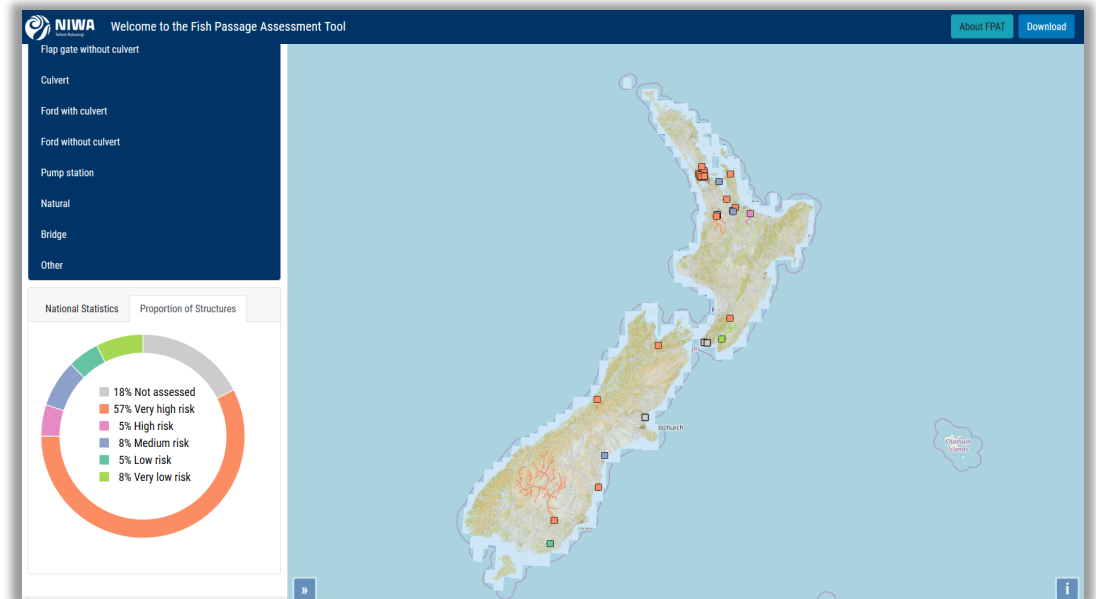 NIWA
Taihoro Nukurangi
Welcome to the Fish Passage Assessment Tool
About FPAT
Download
Flap gate without culvert
Culvert
Ford with culvert
Ford without culvert
Pump station
Natural
Bridge
Other
National Statistics
Proportion of Structures
18% Not assessed
57% Very high risk
5% High risk
8% Medium risk
5% Low risk
8% Very low risk
stchurch
Chatham
Islands
»
i